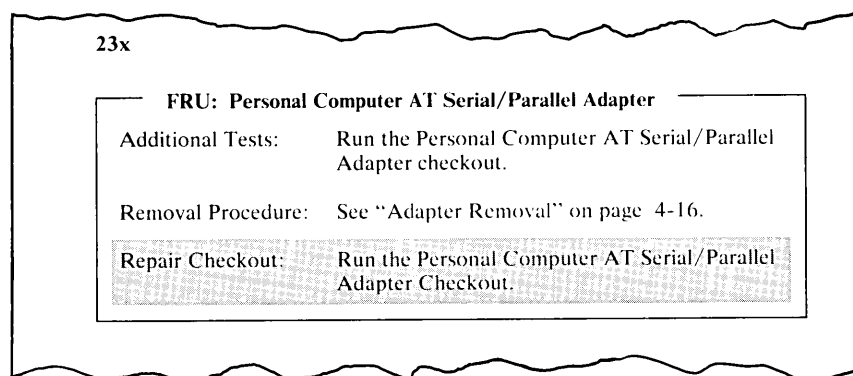 23x
FRU: Personal Computer AT Serial/Parallel Adapter
Additional Tests: Run the Personal Computer AT Serial/Parallel
Adapter checkout.
Removal Procedure: See “Adapter Removal” on page 4-16.
Repair Checkout: Run the Personal Computer AT Serial/Parallel
Adapter Checkout.